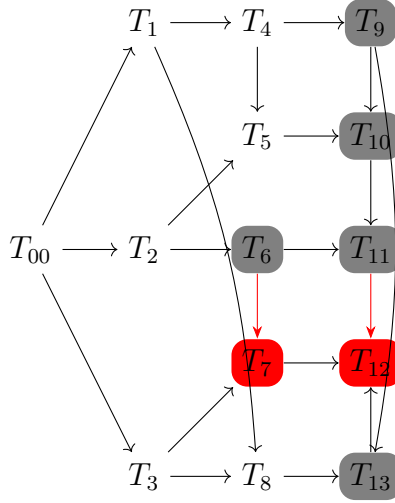 T₁ T₄ T₉
T₅ T₁₀
T₀₀ T₂ T₆ T₁₁
T₇ T₁₂
T₃ T₈ T₁₃